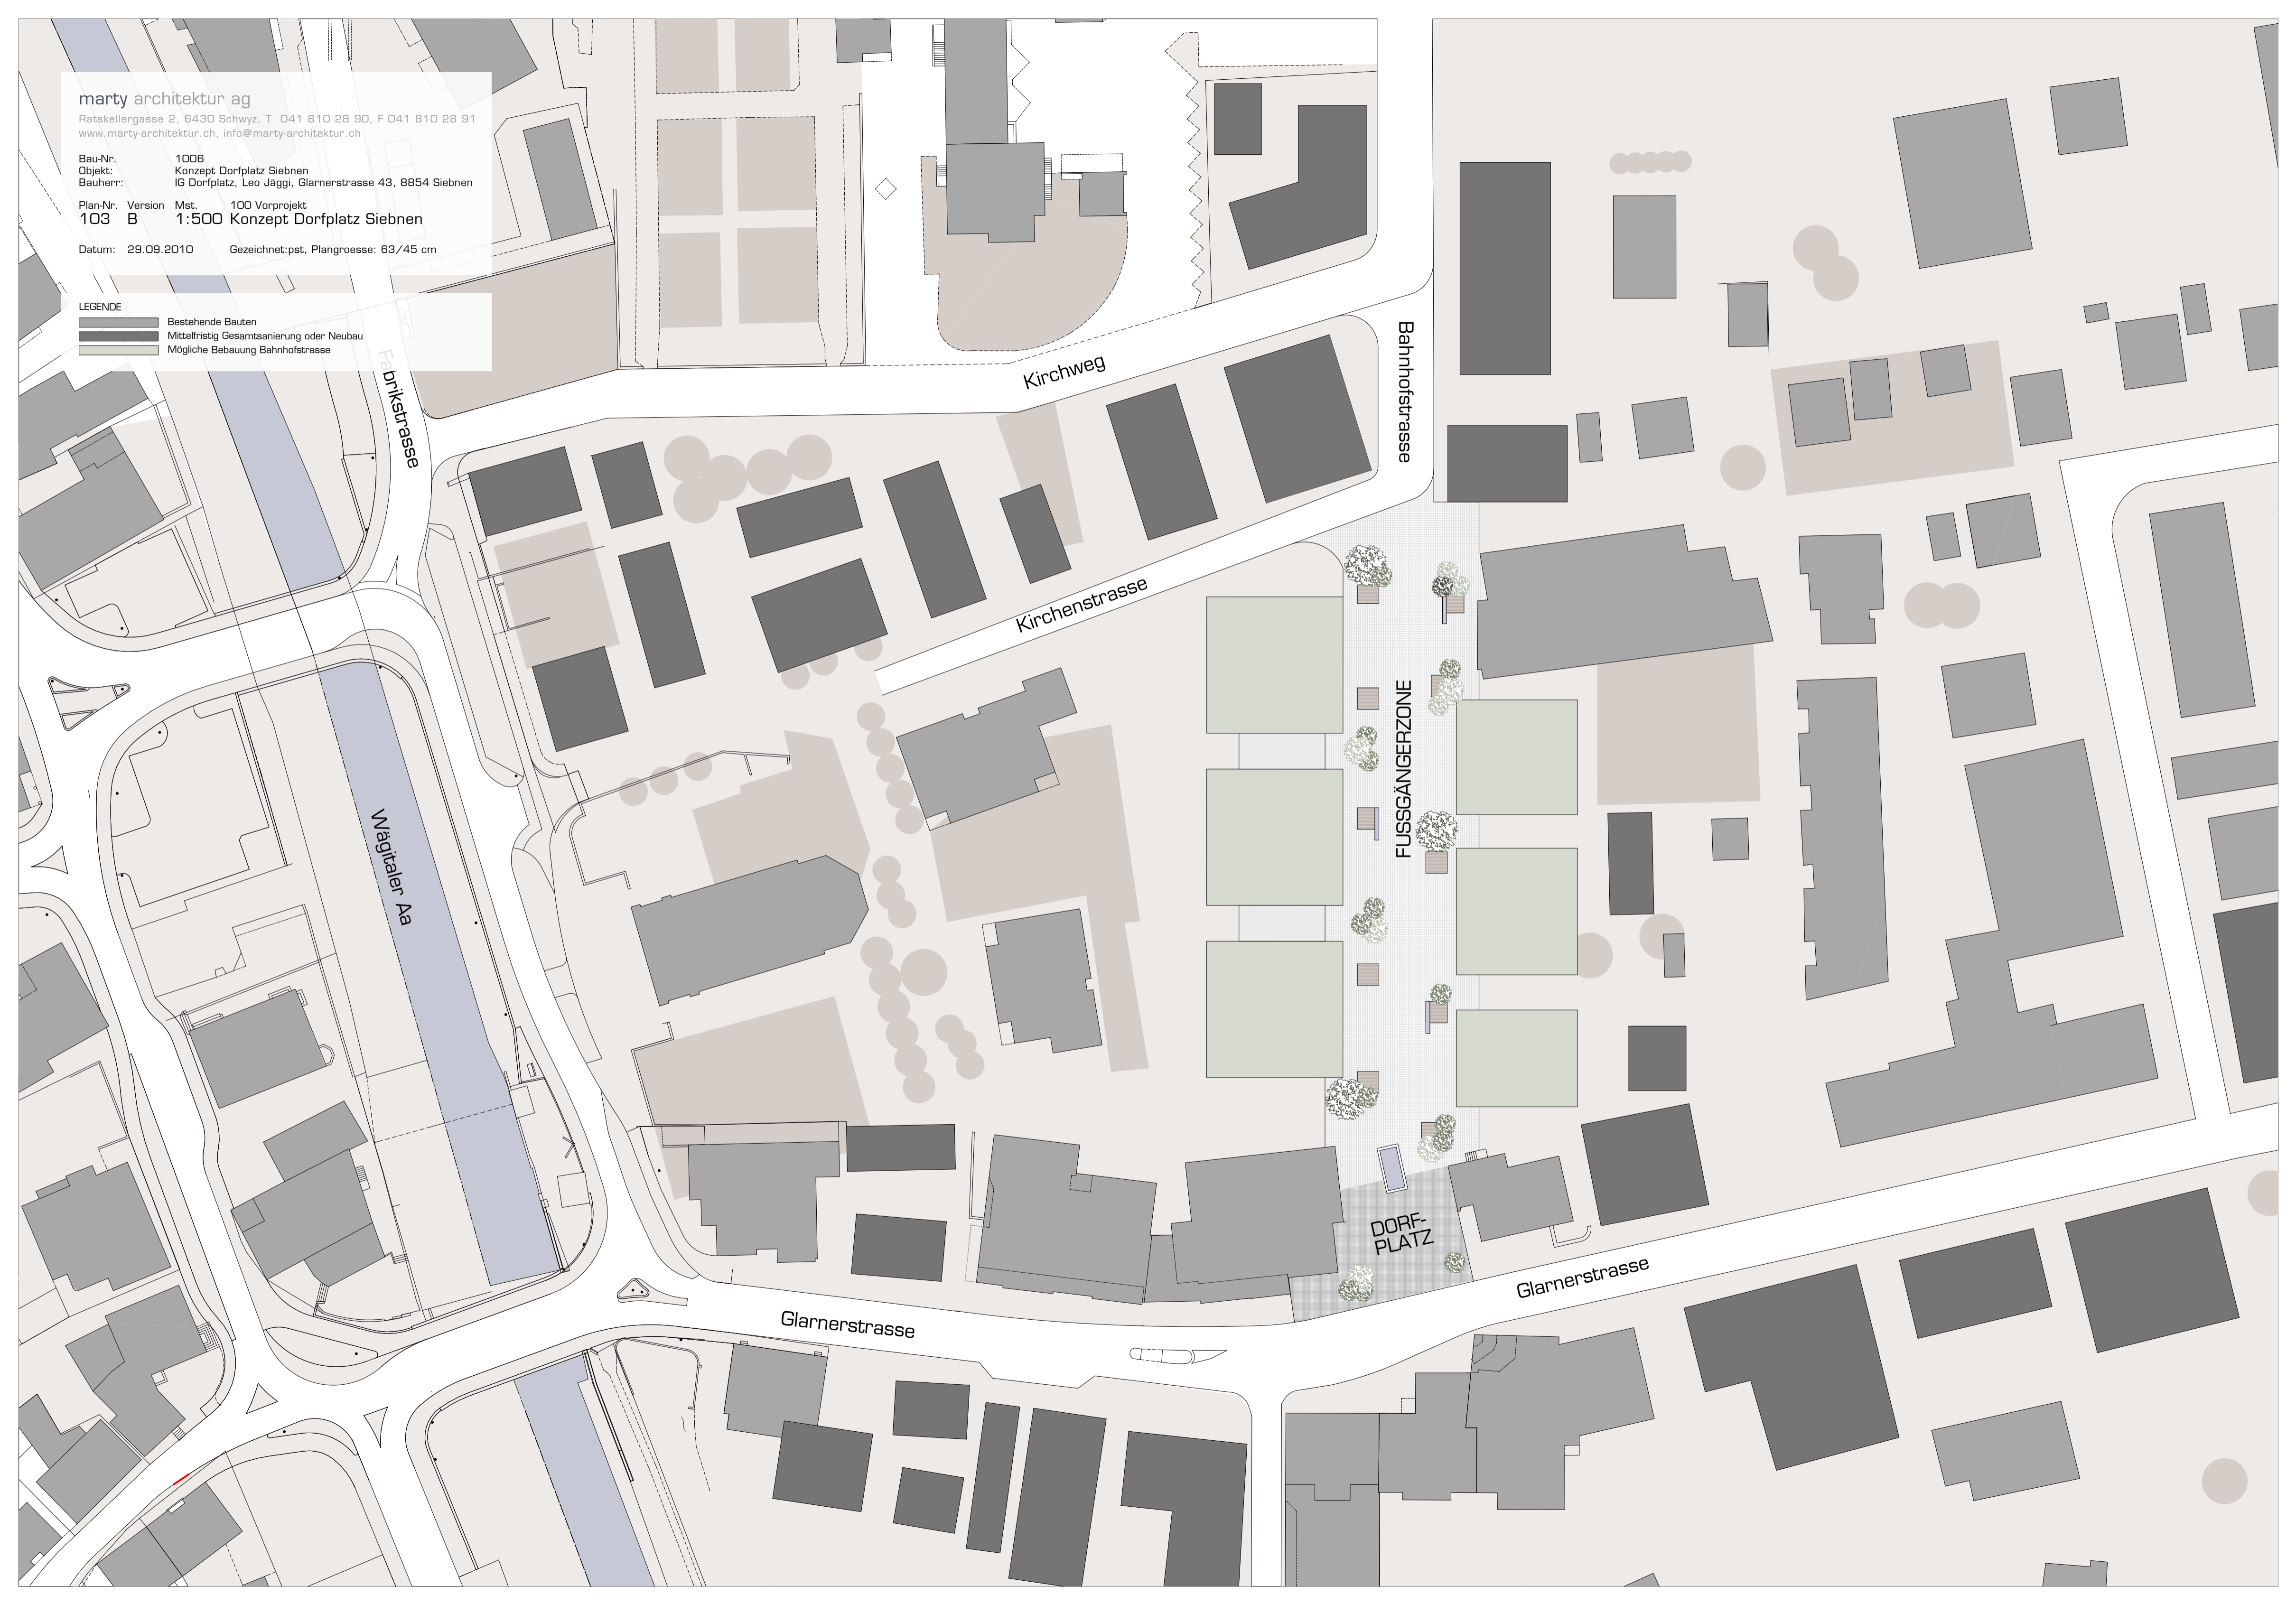 marty architektur ag
Ratskellergasse 2, 6430 Schwyz, T 041 810 28 90, F 041 810 28 91
www.marty-architektur.ch, info@marty-architektur.ch
Bau-Nr. 1006
Objekt: Konzept Dorfplatz Siebnen
Bauherr: IG Dorfplatz, Leo Jäggi, Glarnerstrasse 43, 8854 Siebnen
Plan-Nr. Version Mst. 100 Vorprojekt
103 B 1:500 Konzept Dorfplatz Siebnen
Datum: 29.09.2010 Gezeichnet:pst, Plangroesse: 63/45 cm
LEGENDE
Bestehende Bauten
Mittelfristig Gesamtsanierung oder Neubau
Mögliche Bebauung Bahnhofstrasse
Fabrikstrasse
Kirchweg
Bahnhofstrasse
Kirchenstrasse
FUSSGÄNGERZONE
Wägitaler Aa
DORF-
PLATZ
Glarnerstrasse
Glarnerstrasse